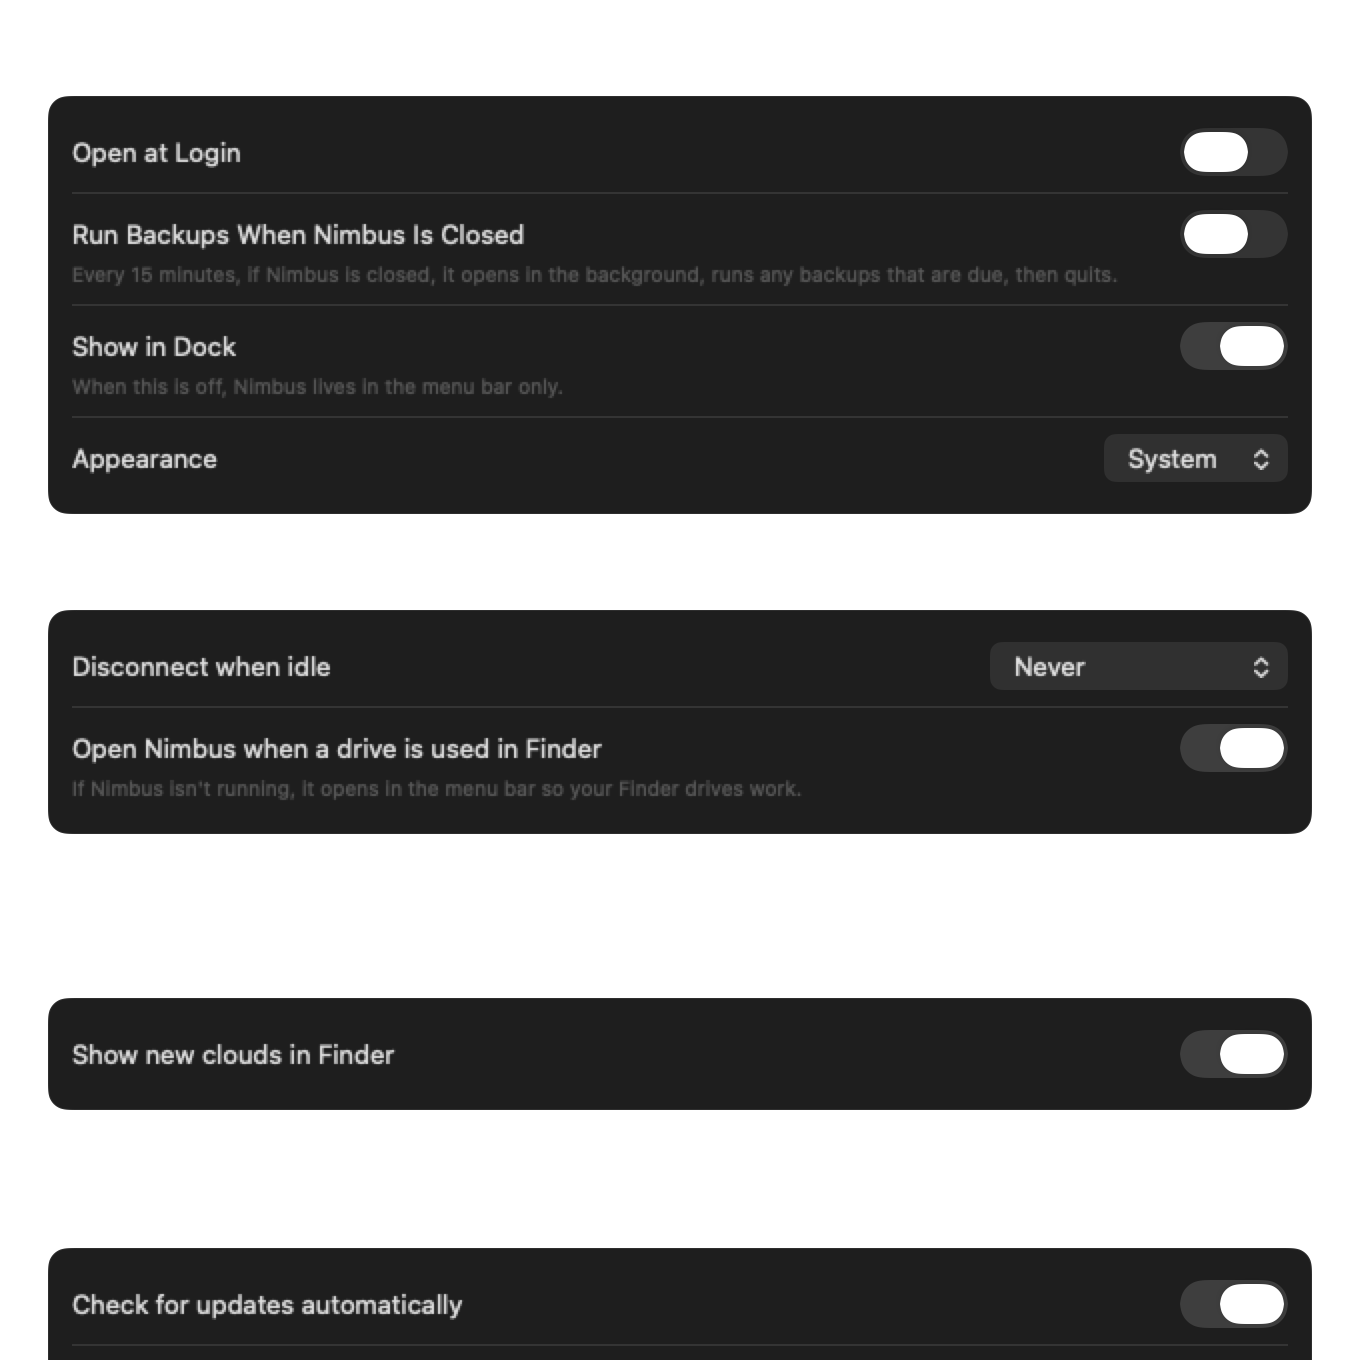 Open at Login
Run Backups When Nimbus Is Closed
Every 15 minutes, if Nimbus is closed, it opens in the background, runs any backups that are due, then quits.
Show in Dock
When this is off, Nimbus lives in the menu bar only.
Appearance
System
Disconnect when idle
Never
Open Nimbus when a drive is used in Finder
If Nimbus isn't running, it opens in the menu bar so your Finder drives work.
Show new clouds in Finder
Check for updates automatically